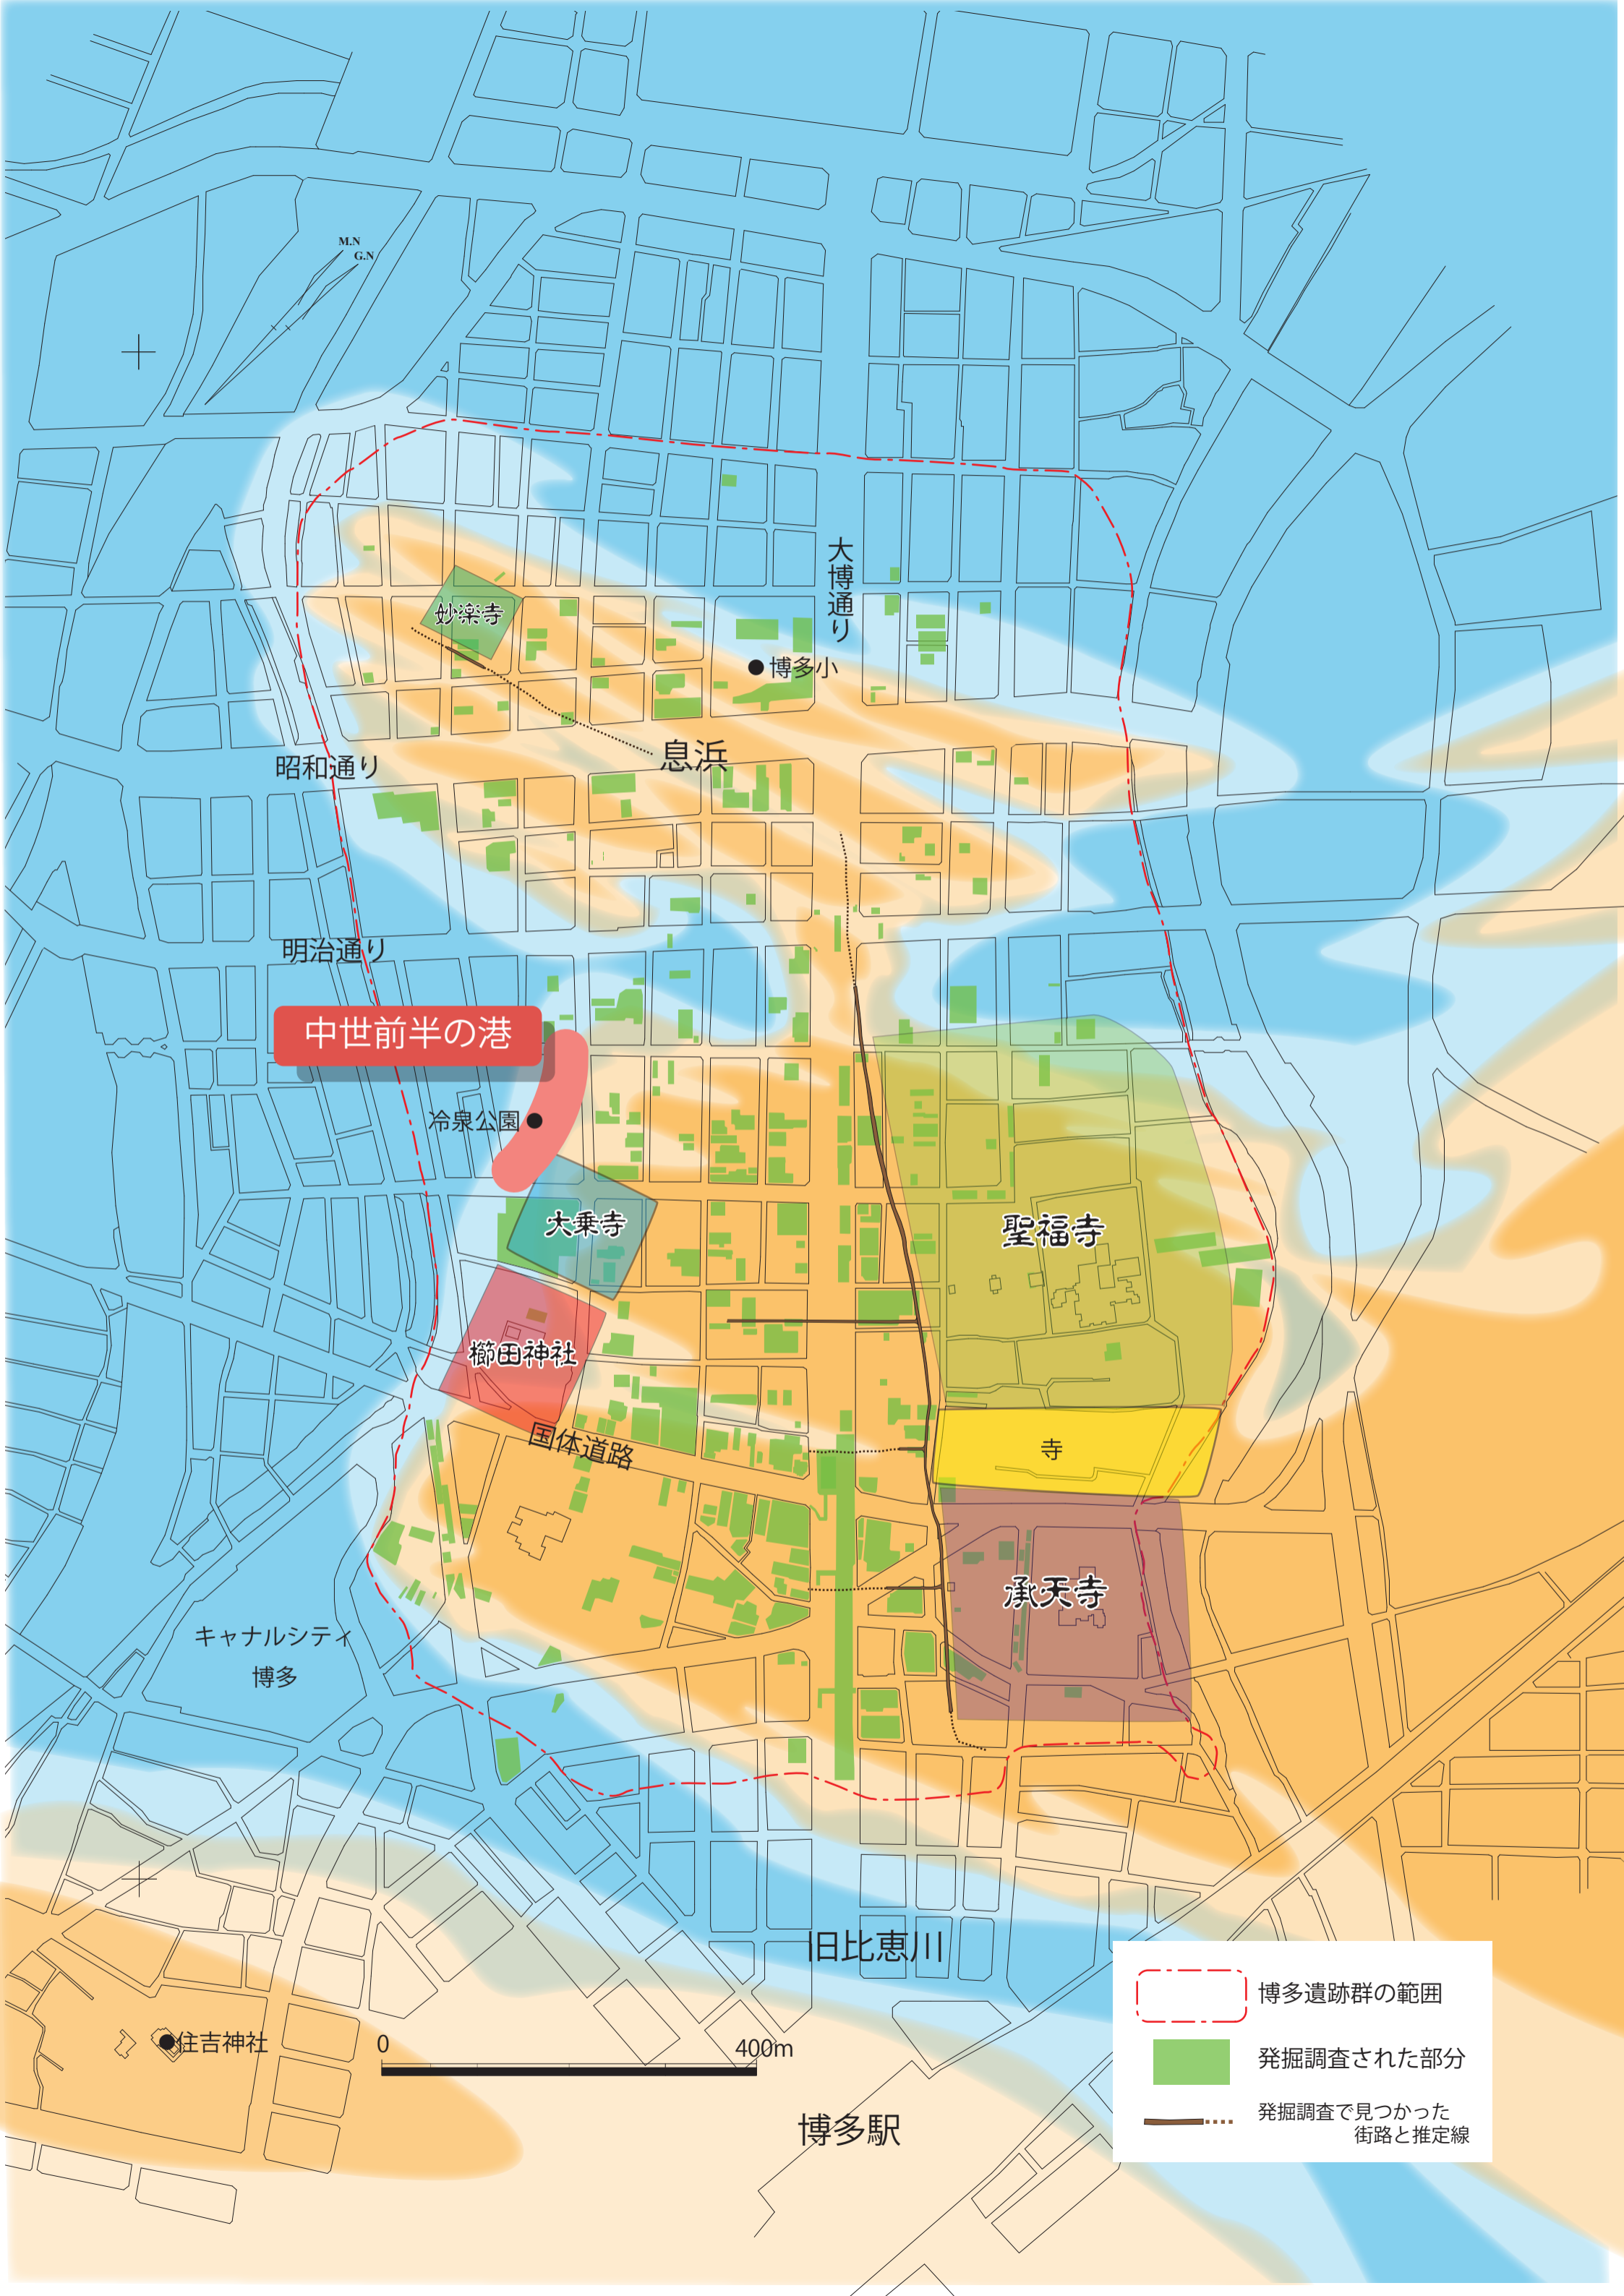 M.N
G.N
大博通り
妙楽寺
博多小
息浜
昭和通り
明治通り
中世前半の港
冷泉公園
大乗寺
聖福寺
櫛田神社
国体道路
寺
承天寺
キャナルシティ
博多
旧比恵川
住吉神社
0
400m
博多駅
博多遺跡群の範囲
発掘調査された部分
発掘調査で見つかった
街路と推定線